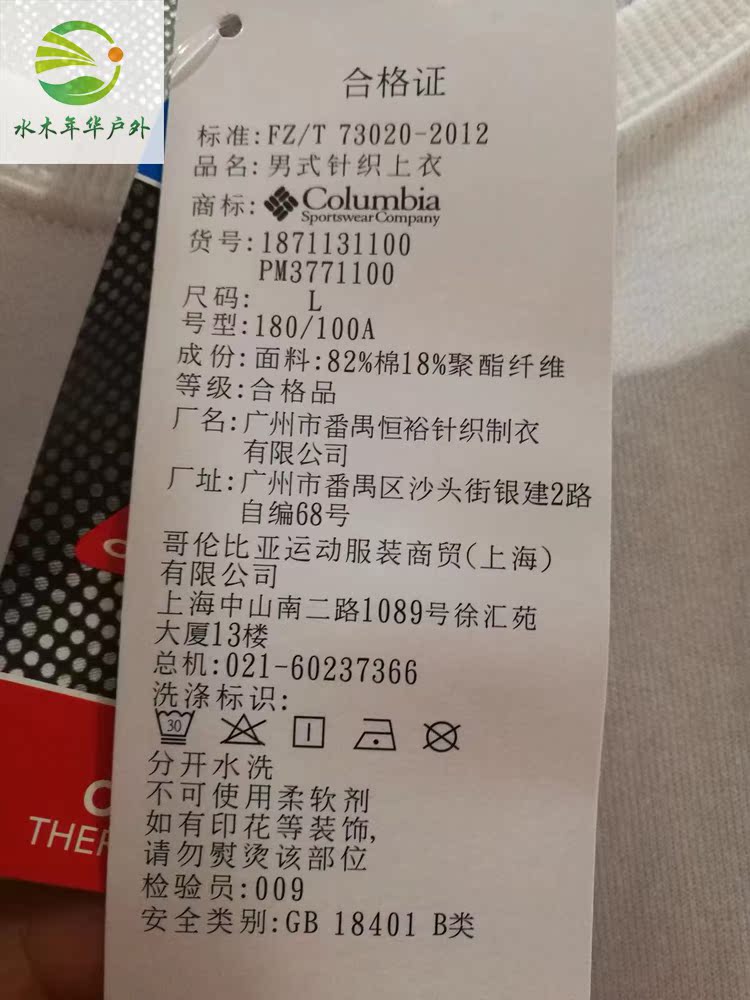 水木年华户外
合格证
标准:FZ/T 73020-2012
品名:男式针织上衣
商标: Columbia
Sportswear Company
货号:1871131100
PM3771100
尺码: L
号型:180/100A
成份:面料:82%棉18%聚酯纤维
等级:合格品
厂名:广州市番禺恒裕针织制衣
有限公司
厂址:广州市番禺区沙头街银建2路
自编68号
哥伦比亚运动服装商贸(上海)
有限公司
上海中山南二路1089号徐汇苑
大厦13楼
总机:021-60237366
洗涤标识:
30
分开水洗
不可使用柔软剂
如有印花等装饰,
请勿熨烫该部位
检验员:009
安全类别:GB 18401 B类